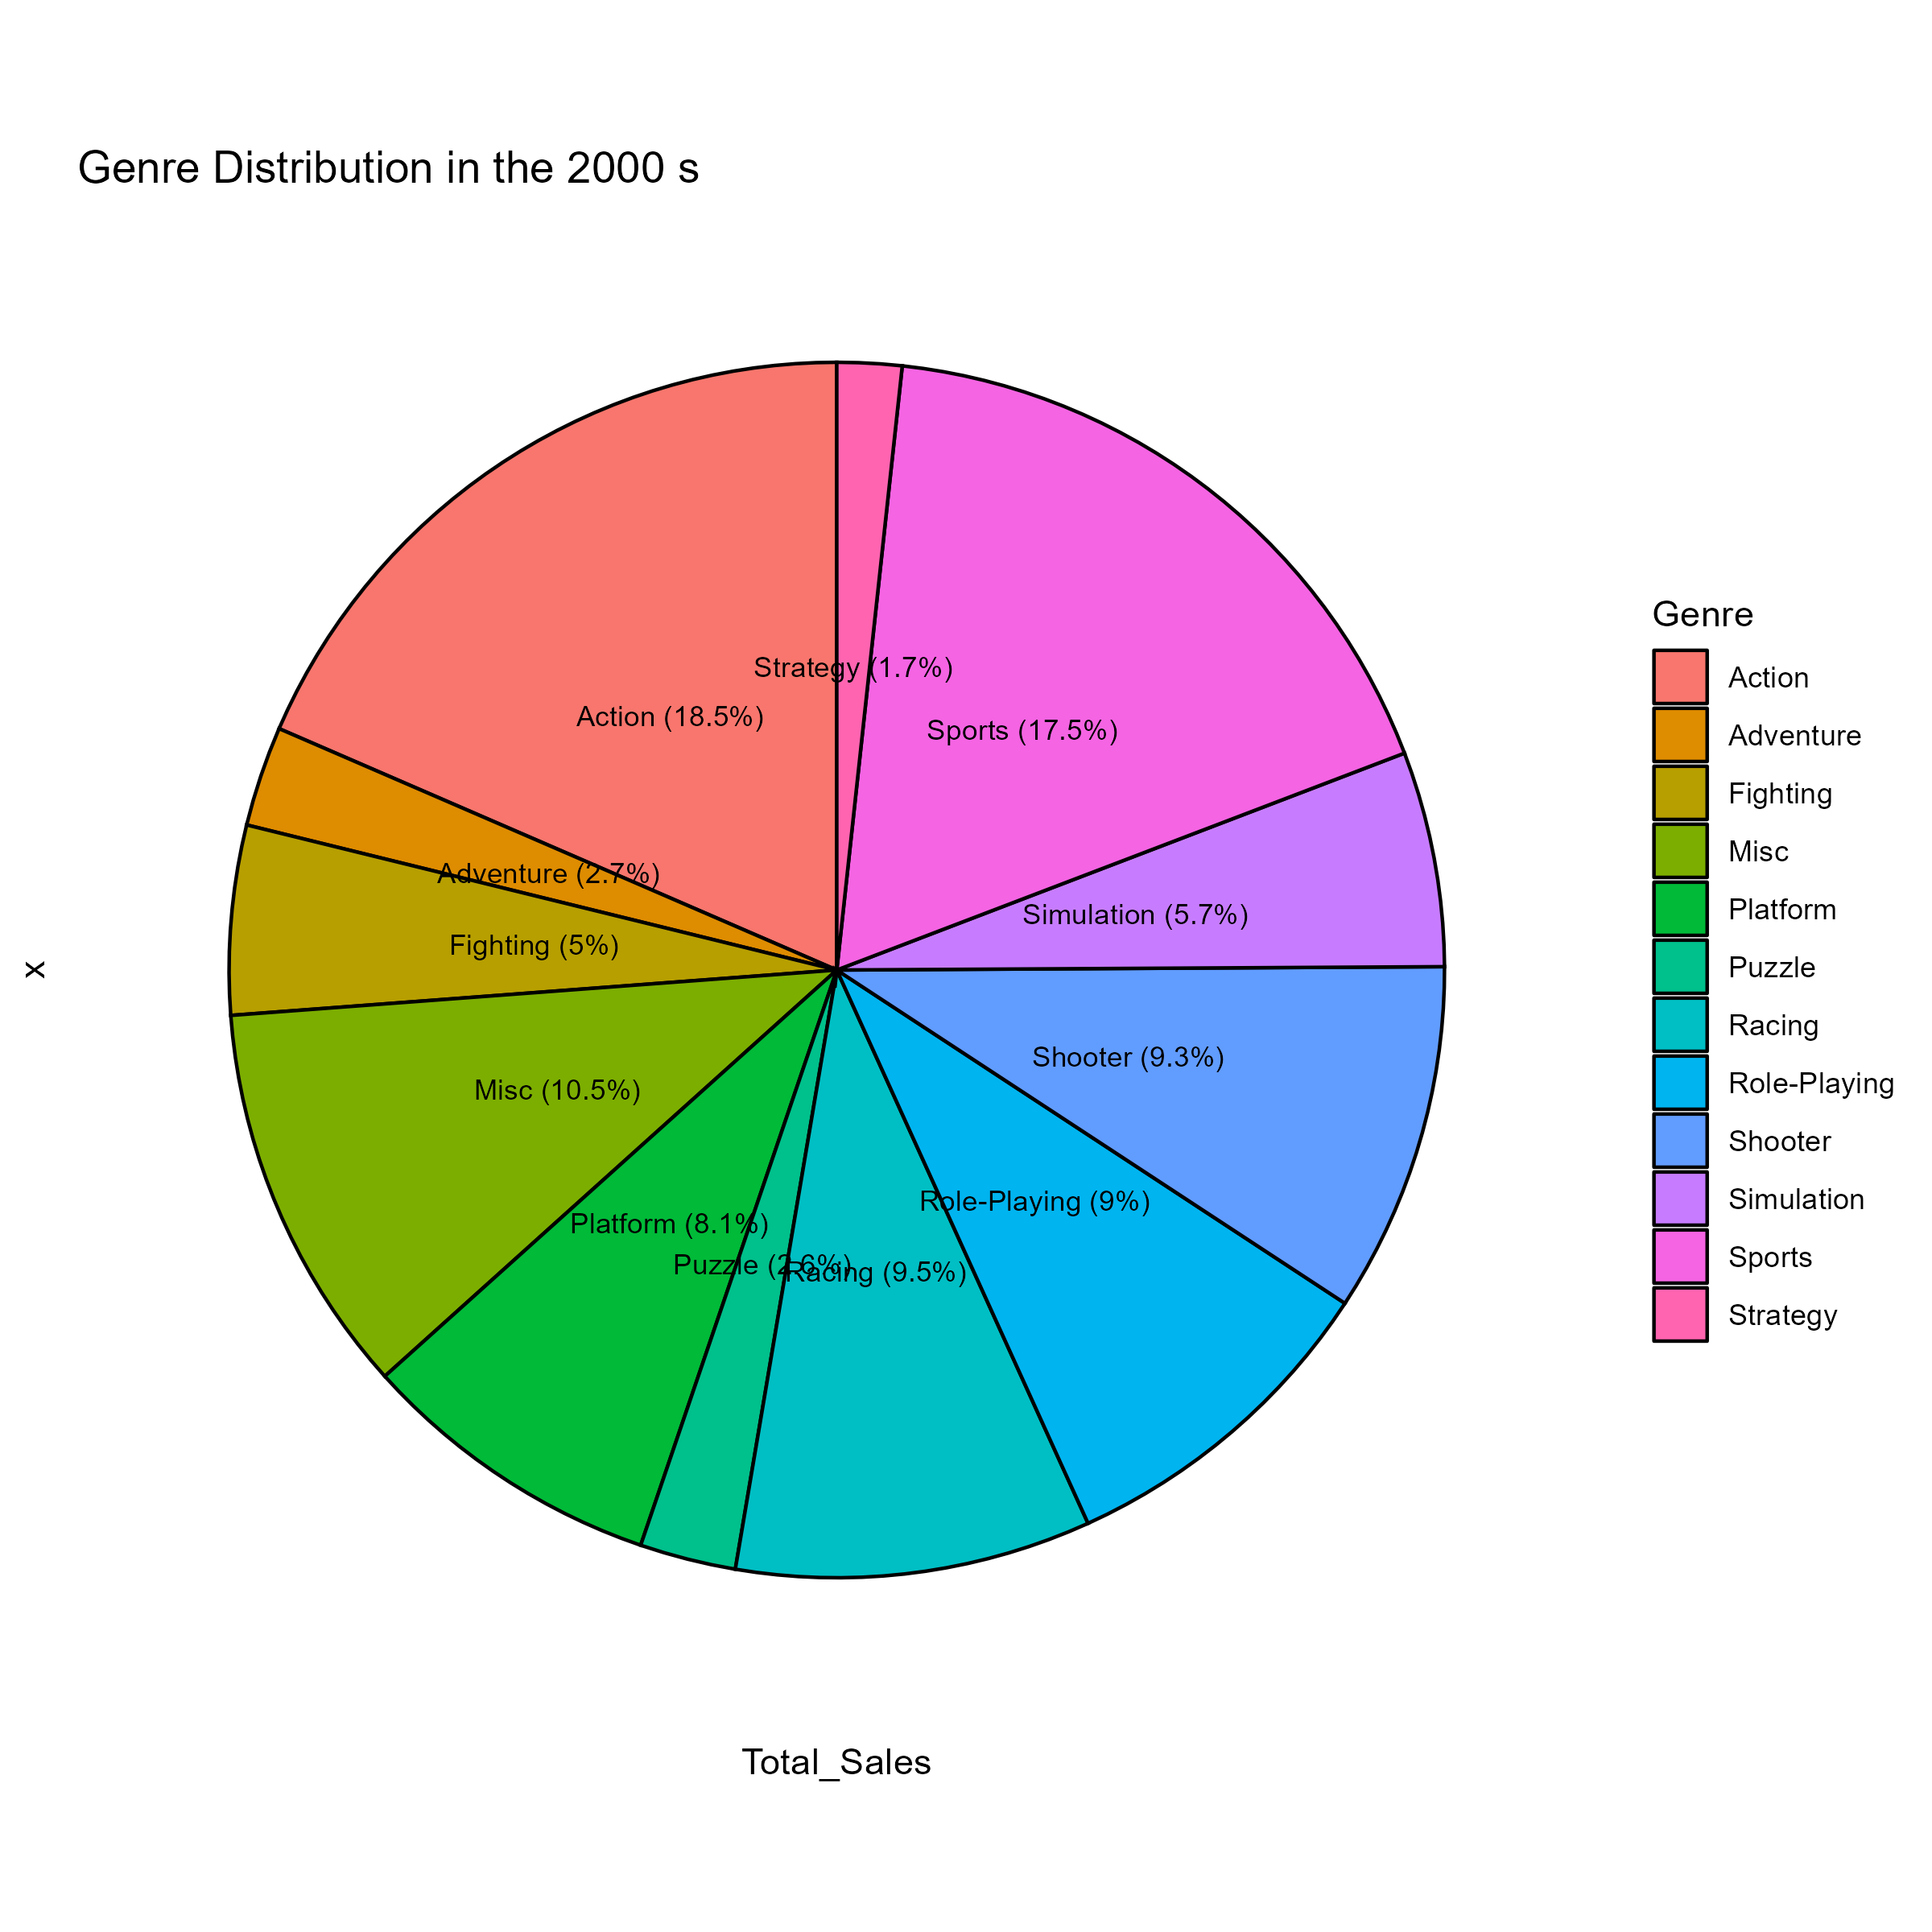 Genre Distribution in the 2000 s
Strategy (1.7%)
Action (18.5%)
Sports (17.5%)
Adventure (2.7%)
Simulation (5.7%)
Fighting (5%)
Shooter (9.3%)
Misc (10.5%)
Role-Playing (9%)
Platform (8.1%)
Puzzle (2.6%)
Racing (9.5%)
x
Total_Sales
Genre
Action
Adventure
Fighting
Misc
Platform
Puzzle
Racing
Role-Playing
Shooter
Simulation
Sports
Strategy